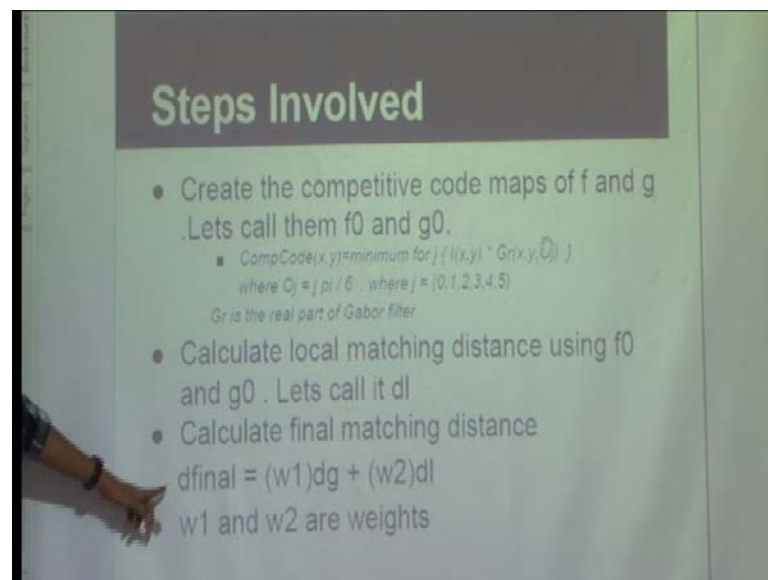 Steps Involved
• Create the competitive code maps of f and g
.Lets call them f0 and g0.
▪ CompCode(x,y)=minimum for j { I(x,y) * Gr(x,y,Oj) }
where Oj = j pi / 6 , where j = (0,1,2,3,4,5)
Gr is the real part of Gabor filter
• Calculate local matching distance using f0
and g0 . Lets call it dl
• Calculate final matching distance
dfinal = (w1)dg + (w2)dl
w1 and w2 are weights